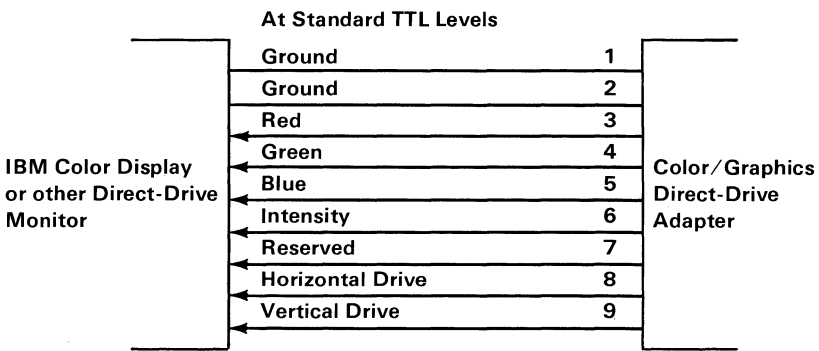 At Standard TTL Levels
Ground 1
Ground 2
Red 3
Green 4
Blue 5
Intensity 6
Reserved 7
Horizontal Drive 8
Vertical Drive 9
IBM Color Display
or other Direct-Drive
Monitor
Color/Graphics
Direct-Drive
Adapter